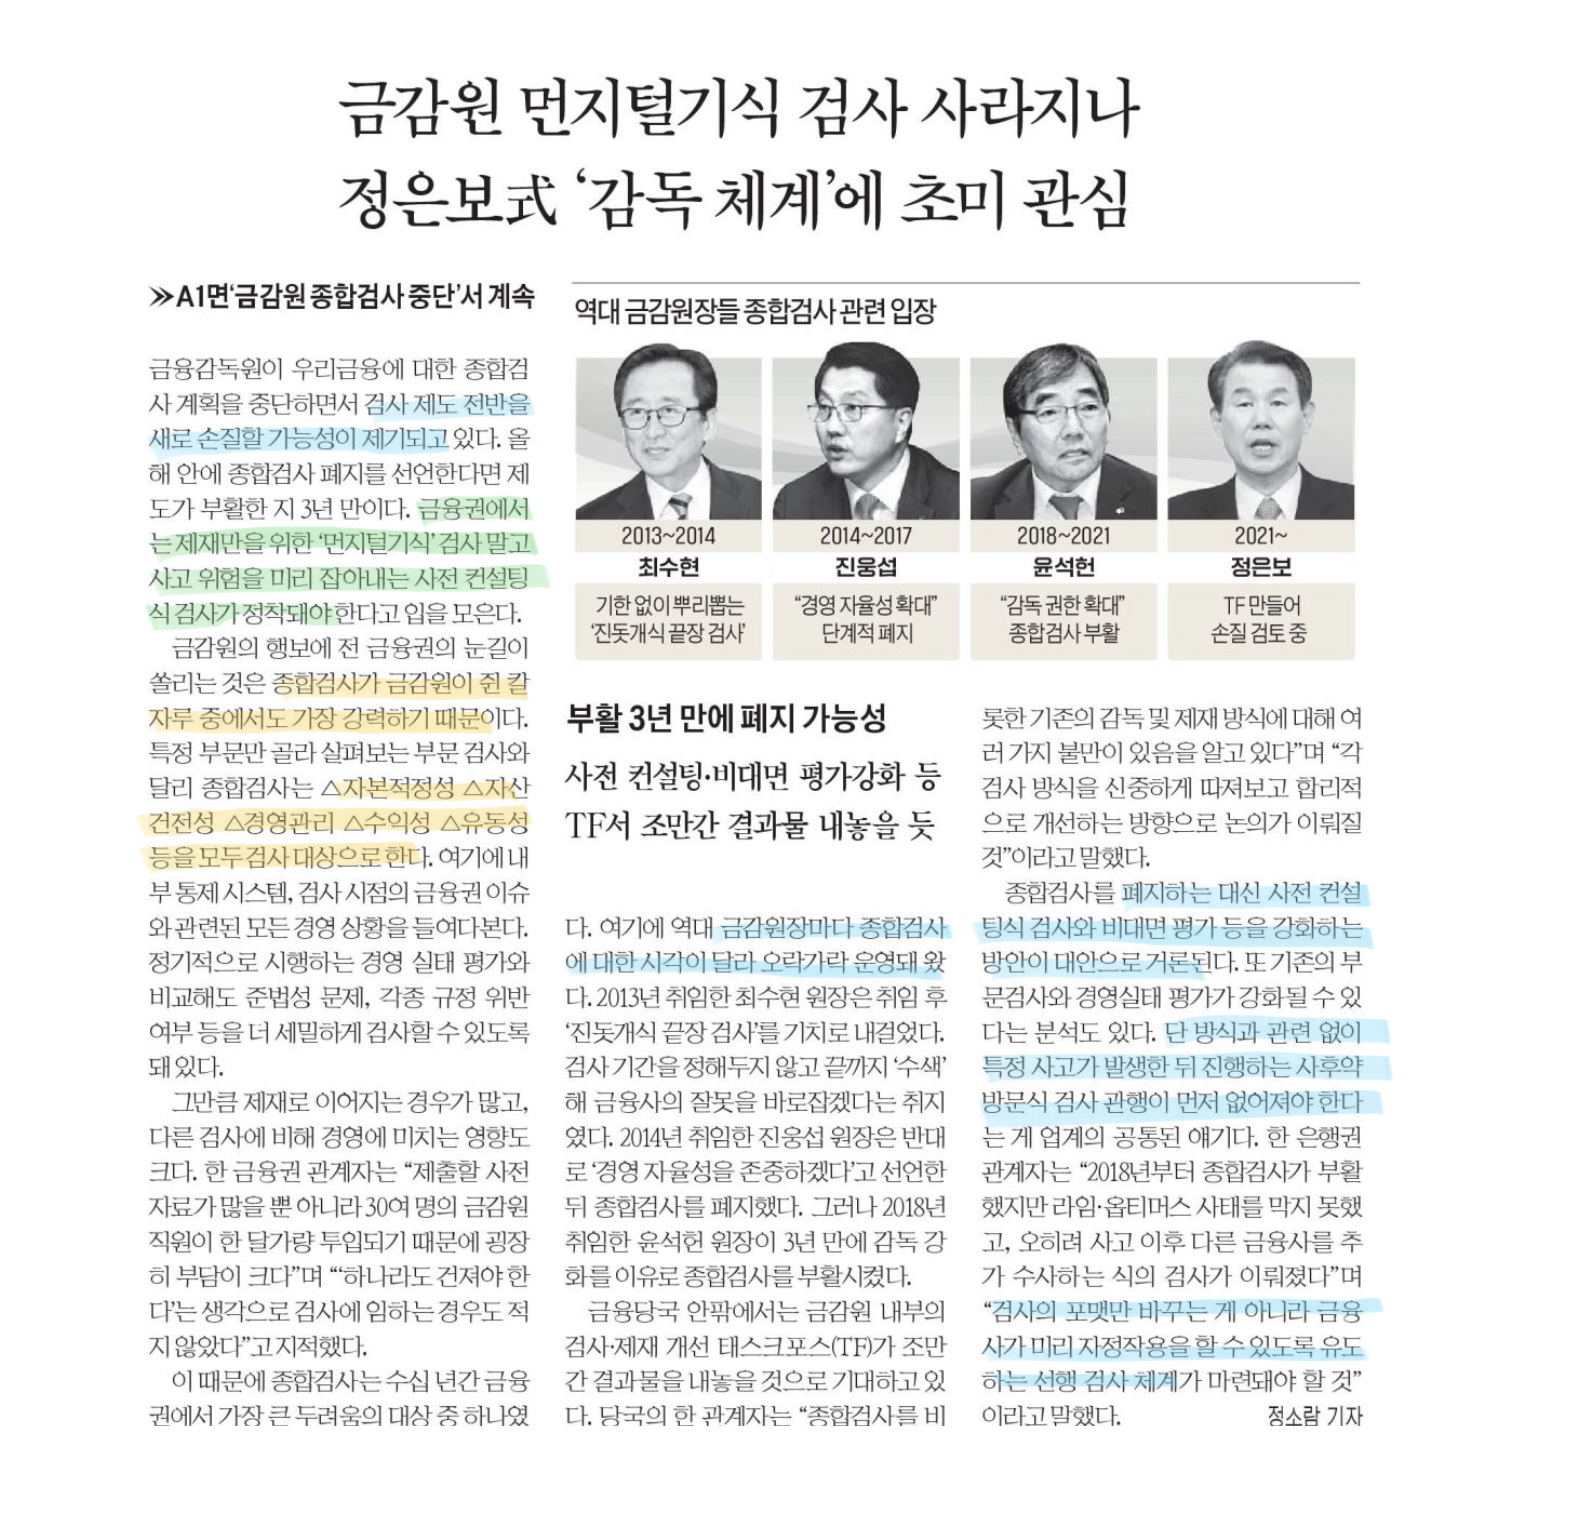 금감원 먼지털기식 검사 사라지나
정은보式 ‘감독 체계’에 초미 관심
≫A1면‘금감원 종합검사 중단’서 계속
금융감독원이 우리금융에 대한 종합검
사 계획을 중단하면서 검사 제도 전반을
새로 손질할 가능성이 제기되고 있다. 올
해 안에 종합검사 폐지를 선언한다면 제
도가 부활한 지 3년 만이다. 금융권에서
는 제재만을 위한 ‘먼지털기식’ 검사 말고
사고 위험을 미리 잡아내는 사전 컨설팅
식 검사가 정착돼야 한다고 입을 모은다.
금감원의 행보에 전 금융권의 눈길이
쏠리는 것은 종합검사가 금감원이 쥔 칼
자루 중에서도 가장 강력하기 때문이다.
특정 부문만 골라 살펴보는 부문 검사와
달리 종합검사는 △자본적정성 △자산
건전성 △경영관리 △수익성 △유동성
등을 모두 검사 대상으로 한다. 여기에 내
부 통제 시스템, 검사 시점의 금융권 이슈
와 관련된 모든 경영 상황을 들여다본다.
정기적으로 시행하는 경영 실태 평가와
비교해도 준법성 문제, 각종 규정 위반
여부 등을 더 세밀하게 검사할 수 있도록
돼 있다.
그만큼 제재로 이어지는 경우가 많고,
다른 검사에 비해 경영에 미치는 영향도
크다. 한 금융권 관계자는 “제출할 사전
자료가 많을 뿐 아니라 30여 명의 금감원
직원이 한 달가량 투입되기 때문에 굉장
히 부담이 크다”며 “‘하나라도 건져야 한
다’는 생각으로 검사에 임하는 경우도 적
지 않았다”고 지적했다.
이 때문에 종합검사는 수십 년간 금융
권에서 가장 큰 두려움의 대상 중 하나였
역대 금감원장들 종합검사 관련 입장
2013~2014
최수현
기한 없이 뿌리뽑는
‘진돗개식 끝장 검사’
2014~2017
진웅섭
“경영 자율성 확대”
단계적 폐지
2018~2021
윤석헌
“감독 권한 확대”
종합검사 부활
2021~
정은보
TF 만들어
손질 검토 중
부활 3년 만에 폐지 가능성
사전 컨설팅·비대면 평가강화 등
TF서 조만간 결과물 내놓을 듯
다. 여기에 역대 금감원장마다 종합검사
에 대한 시각이 달라 오락가락 운영돼 왔
다. 2013년 취임한 최수현 원장은 취임 후
‘진돗개식 끝장 검사’를 기치로 내걸었다.
검사 기간을 정해두지 않고 끝까지 ‘수색’
해 금융사의 잘못을 바로잡겠다는 취지
였다. 2014년 취임한 진웅섭 원장은 반대
로 ‘경영 자율성을 존중하겠다’고 선언한
뒤 종합검사를 폐지했다. 그러나 2018년
취임한 윤석헌 원장이 3년 만에 감독 강
화를 이유로 종합검사를 부활시켰다.
금융당국 안팎에서는 금감원 내부의
검사·제재 개선 태스크포스(TF)가 조만
간 결과물을 내놓을 것으로 기대하고 있
다. 당국의 한 관계자는 “종합검사를 비
롯한 기존의 감독 및 제재 방식에 대해 여
러 가지 불만이 있음을 알고 있다”며 “각
검사 방식을 신중하게 따져보고 합리적
으로 개선하는 방향으로 논의가 이뤄질
것”이라고 말했다.
종합검사를 폐지하는 대신 사전 컨설
팅식 검사와 비대면 평가 등을 강화하는
방안이 대안으로 거론된다. 또 기존의 부
문검사와 경영실태 평가가 강화될 수 있
다는 분석도 있다. 단 방식과 관련 없이
특정 사고가 발생한 뒤 진행하는 사후약
방문식 검사 관행이 먼저 없어져야 한다
는 게 업계의 공통된 얘기다. 한 은행권
관계자는 “2018년부터 종합검사가 부활
했지만 라임·옵티머스 사태를 막지 못했
고, 오히려 사고 이후 다른 금융사를 추
가 수사하는 식의 검사가 이뤄졌다”며
“검사의 포맷만 바꾸는 게 아니라 금융
사가 미리 자정작용을 할 수 있도록 유도
하는 선행 검사 체계가 마련돼야 할 것”
이라고 말했다. 정소람 기자